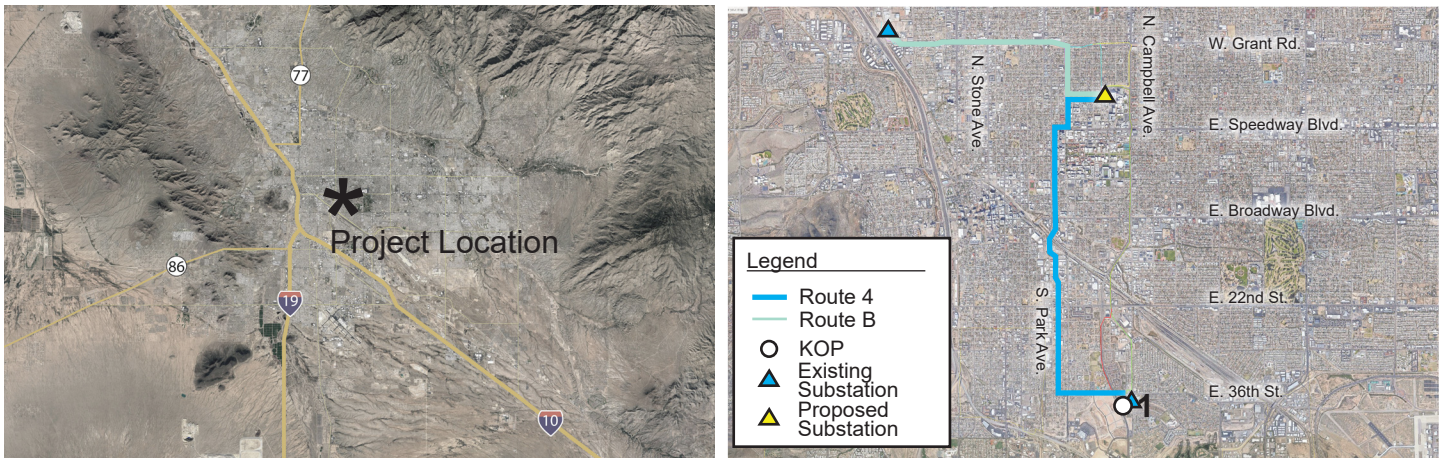 77
*
Project Location
86
19
10
N. Campbell Ave.
W. Grant Rd.
N. Stone Ave.
E. Speedway Blvd.
E. Broadway Blvd.
Legend
Route 4
Route B
KOP
Existing
Substation
Proposed
Substation
S. Park Ave.
E. 22nd St.
E. 36th St.
1